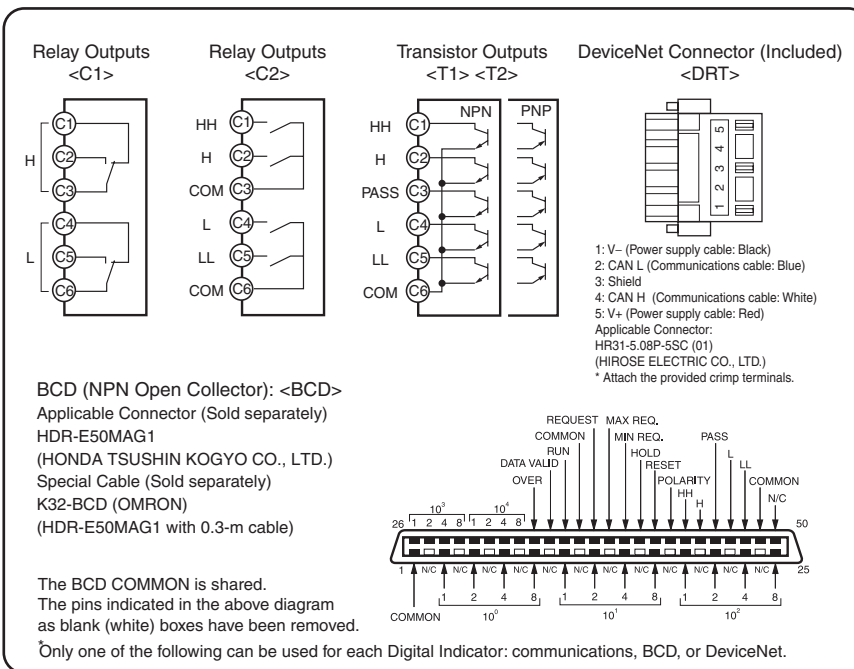 Relay Outputs
<C1>
C1
C2
C3
C4
C5
C6
H
L
Relay Outputs
<C2>
HH
H
COM
L
LL
COM
C1
C2
C3
C4
C5
C6
Transistor Outputs
<T1> <T2>
NPN
PNP
HH
H
PASS
L
LL
COM
C1
C2
C3
C4
C5
C6
DeviceNet Connector (Included)
<DRT>
1 2 3 4 5
1: V– (Power supply cable: Black)
2: CAN L (Communications cable: Blue)
3: Shield
4: CAN H (Communications cable: White)
5: V+ (Power supply cable: Red)
Applicable Connector:
HR31-5.08P-5SC (01)
(HIROSE ELECTRIC CO., LTD.)
* Attach the provided crimp terminals.
BCD (NPN Open Collector): <BCD>
Applicable Connector (Sold separately)
HDR-E50MAG1
(HONDA TSUSHIN KOGYO CO., LTD.)
Special Cable (Sold separately)
K32-BCD (OMRON)
(HDR-E50MAG1 with 0.3-m cable)
The BCD COMMON is shared.
The pins indicated in the above diagram
as blank (white) boxes have been removed.
REQUEST MAX REQ.
COMMON MIN REQ. PASS
RUN HOLD L
DATA VALID RESET LL
OVER POLARITY COMMON
HH
H
N/C
10³ 10⁴
26 1 2 4 8 1 2 4 8 50
1 N/C N/C N/C N/C N/C N/C N/C N/C N/C N/C N/C N/C 25
COMMON 1 2 4 8 1 2 4 8 1 2 4 8
10⁰ 10¹ 10²
*Only one of the following can be used for each Digital Indicator: communications, BCD, or DeviceNet.